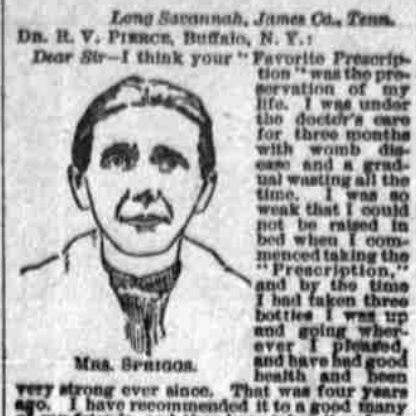 Long Savannah, James Co., Tenn.
DR. R. V. PIERCE, Buffalo, N. Y.:
Dear Sir—I think your "Favorite Prescrip-
tion" was the pre-
servation of my
life. I was under
the doctor's care
for three months
with womb dis-
ease and a grad-
ual wasting all the
time. I was so
weak that I could
not be raised in
bed when I com-
menced taking the
"Prescription,"
and by the time
I had taken three
bottles I was up
and going wher-
ever I pleased,
and have had good
health and been
MRS. SPRIGGS.
very strong ever since. That was four years
ago. I have recommended it to a good many